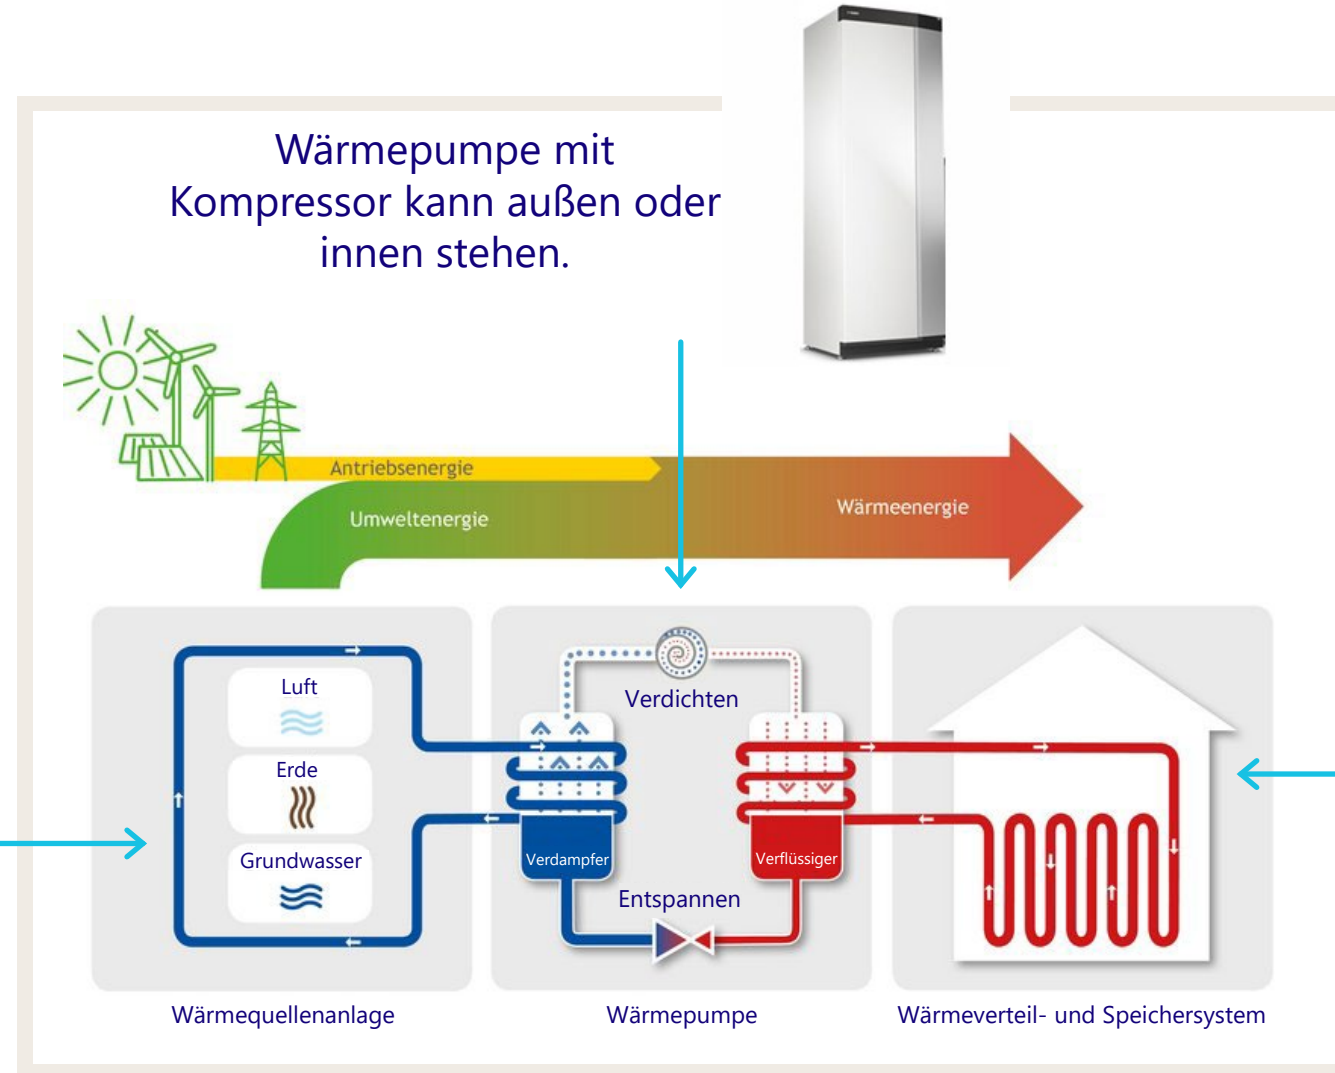 Wärmepumpe mit
Kompressor kann außen oder
innen stehen.
Antriebsenergie
Umweltenergie
Wärmeenergie
Luft
Erde
Grundwasser
Verdichten
Verdampfer
Verflüssiger
Entspannen
Wärmequellenanlage
Wärmepumpe
Wärmeverteil- und Speichersystem